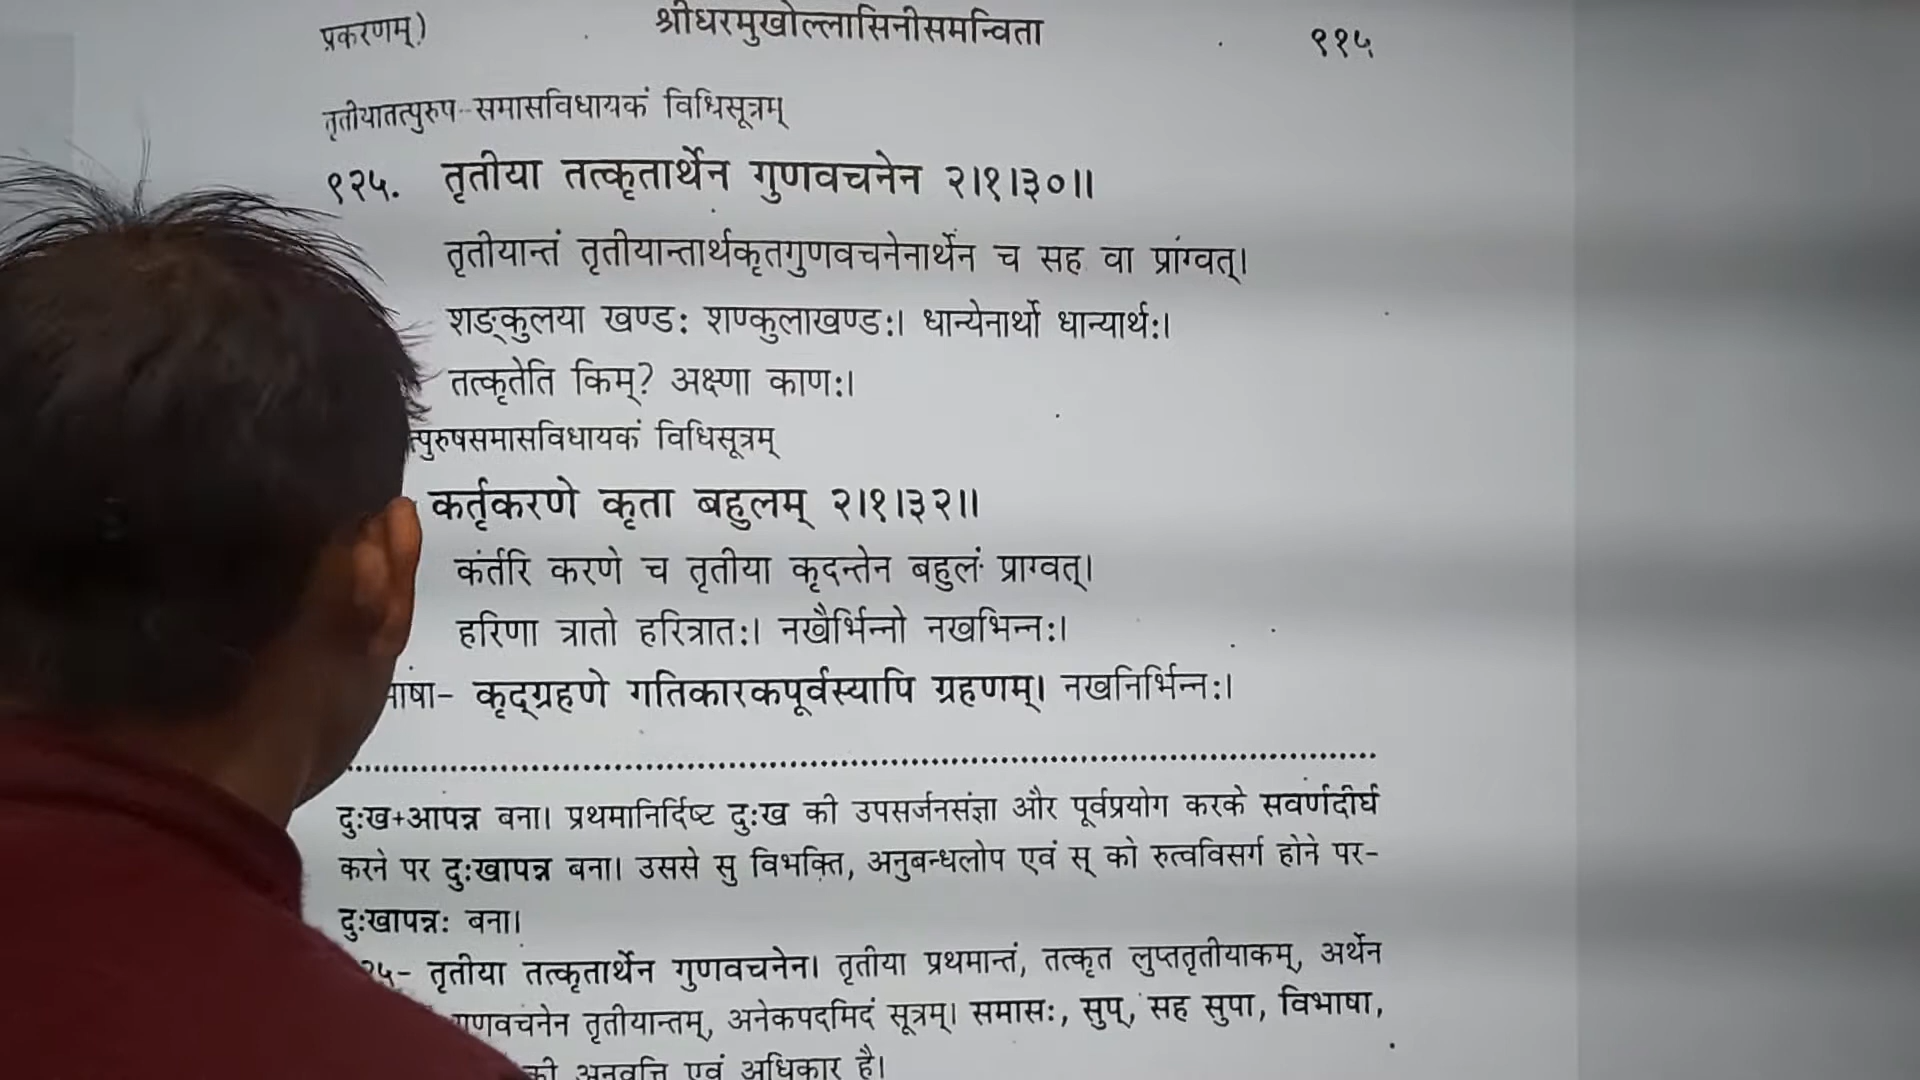 प्रकरणम्)
श्रीधरमुखोल्लासिनीसमन्विता
९१५
तृतीयातत्पुरुष-समासविधायकं विधिसूत्रम्
९२५. तृतीया तत्कृतार्थेन गुणवचनेन २।१।३०॥
तृतीयान्तं तृतीयान्तार्थकृतगुणवचनेनार्थेन च सह वा प्राग्वत्।
शङ्कुलया खण्डः शण्कुलाखण्डः। धान्येनार्थो धान्यार्थः।
तत्कृतेति किम्? अक्ष्णा काणः।
त्पुरुषसमासविधायकं विधिसूत्रम्
कर्तृकरणे कृता बहुलम् २।१।३२॥
कर्तरि करणे च तृतीया कृदन्तेन बहुलं प्राग्वत्।
हरिणा त्रातो हरित्रातः। नखैर्भिन्नो नखभिन्नः।
भाषा- कृद्ग्रहणे गतिकारकपूर्वस्यापि ग्रहणम्। नखनिर्भिन्नः।
दुःख+आपन्न बना। प्रथमानिर्दिष्ट दुःख की उपसर्जनसंज्ञा और पूर्वप्रयोग करके सवर्णदीर्घ
करने पर दुःखापन्न बना। उससे सु विभक्ति, अनुबन्धलोप एवं स् को रुत्वविसर्ग होने पर-
दुःखापन्नः बना।
२५- तृतीया तत्कृतार्थेन गुणवचनेन। तृतीया प्रथमान्तं, तत्कृत लुप्ततृतीयाकम्, अर्थेन
गुणवचनेन तृतीयान्तम्, अनेकपदमिदं सूत्रम्। समासः, सुप्, सह सुपा, विभाषा,
की अनुवृत्ति एवं अधिकार है।